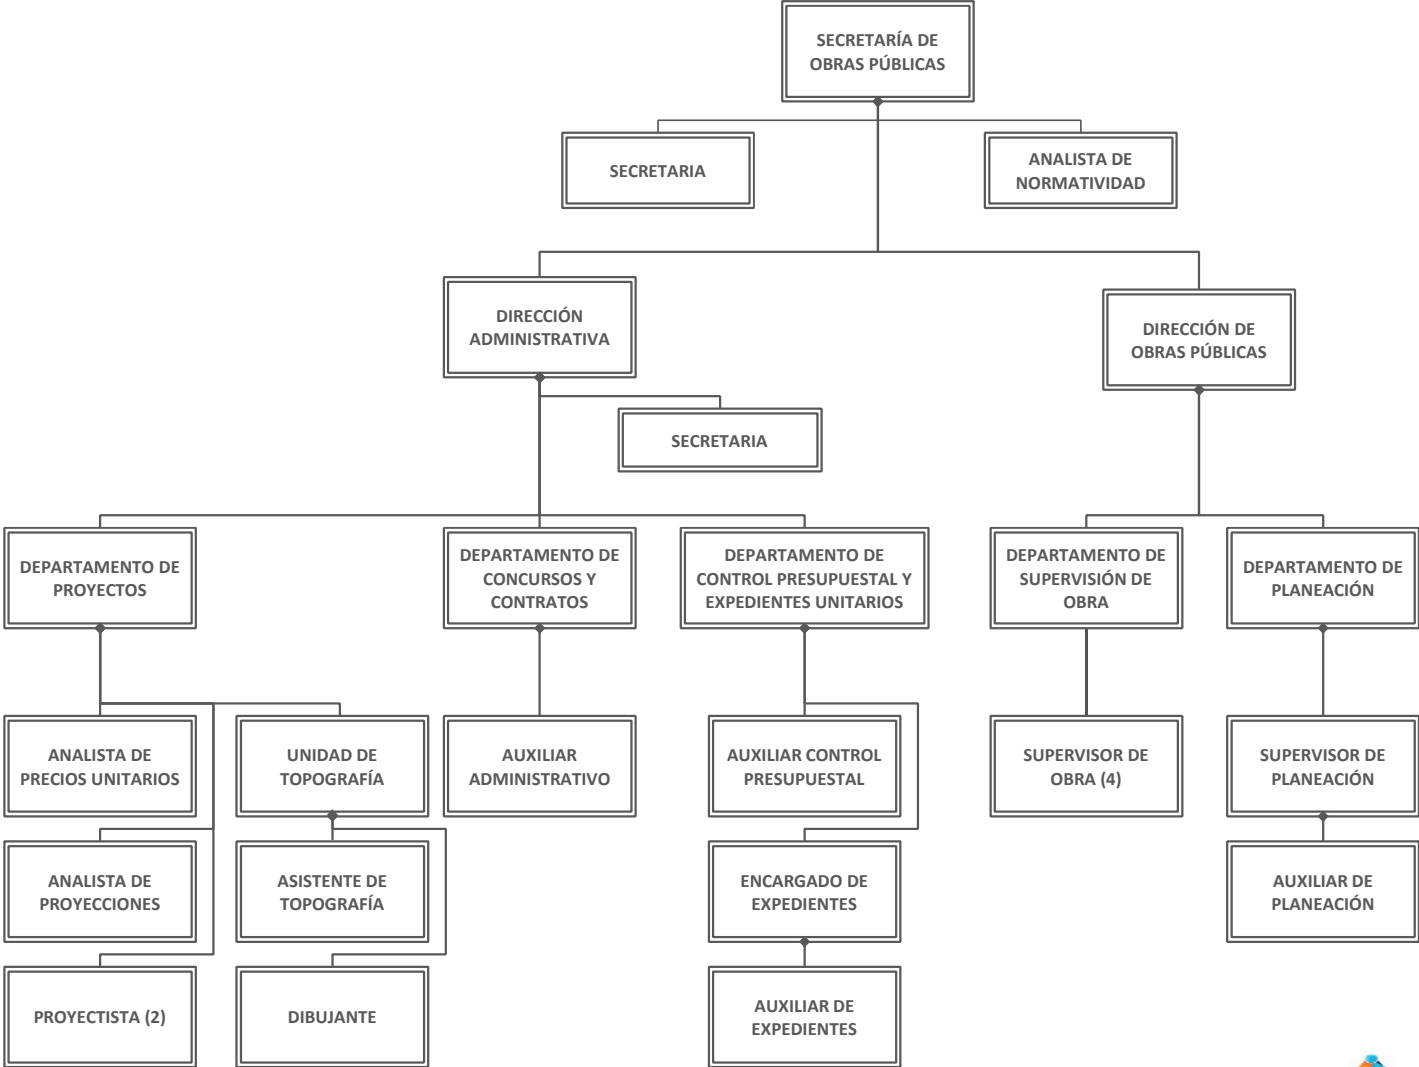 SECRETARÍA DE
OBRAS PÚBLICAS
SECRETARIA
ANALISTA DE
NORMATIVIDAD
DIRECCIÓN
ADMINISTRATIVA
DIRECCIÓN DE
OBRAS PÚBLICAS
SECRETARIA
DEPARTAMENTO DE
PROYECTOS
DEPARTAMENTO DE
CONCURSOS Y
CONTRATOS
DEPARTAMENTO DE
CONTROL PRESUPUESTAL Y
EXPEDIENTES UNITARIOS
DEPARTAMENTO DE
SUPERVISIÓN DE
OBRA
DEPARTAMENTO DE
PLANEACIÓN
ANALISTA DE
PRECIOS UNITARIOS
UNIDAD DE
TOPOGRAFÍA
AUXILIAR
ADMINISTRATIVO
AUXILIAR CONTROL
PRESUPUESTAL
SUPERVISOR DE
OBRA (4)
SUPERVISOR DE
PLANEACIÓN
ANALISTA DE
PROYECCIONES
ASISTENTE DE
TOPOGRAFÍA
ENCARGADO DE
EXPEDIENTES
AUXILIAR DE
PLANEACIÓN
PROYECTISTA (2)
DIBUJANTE
AUXILIAR DE
EXPEDIENTES